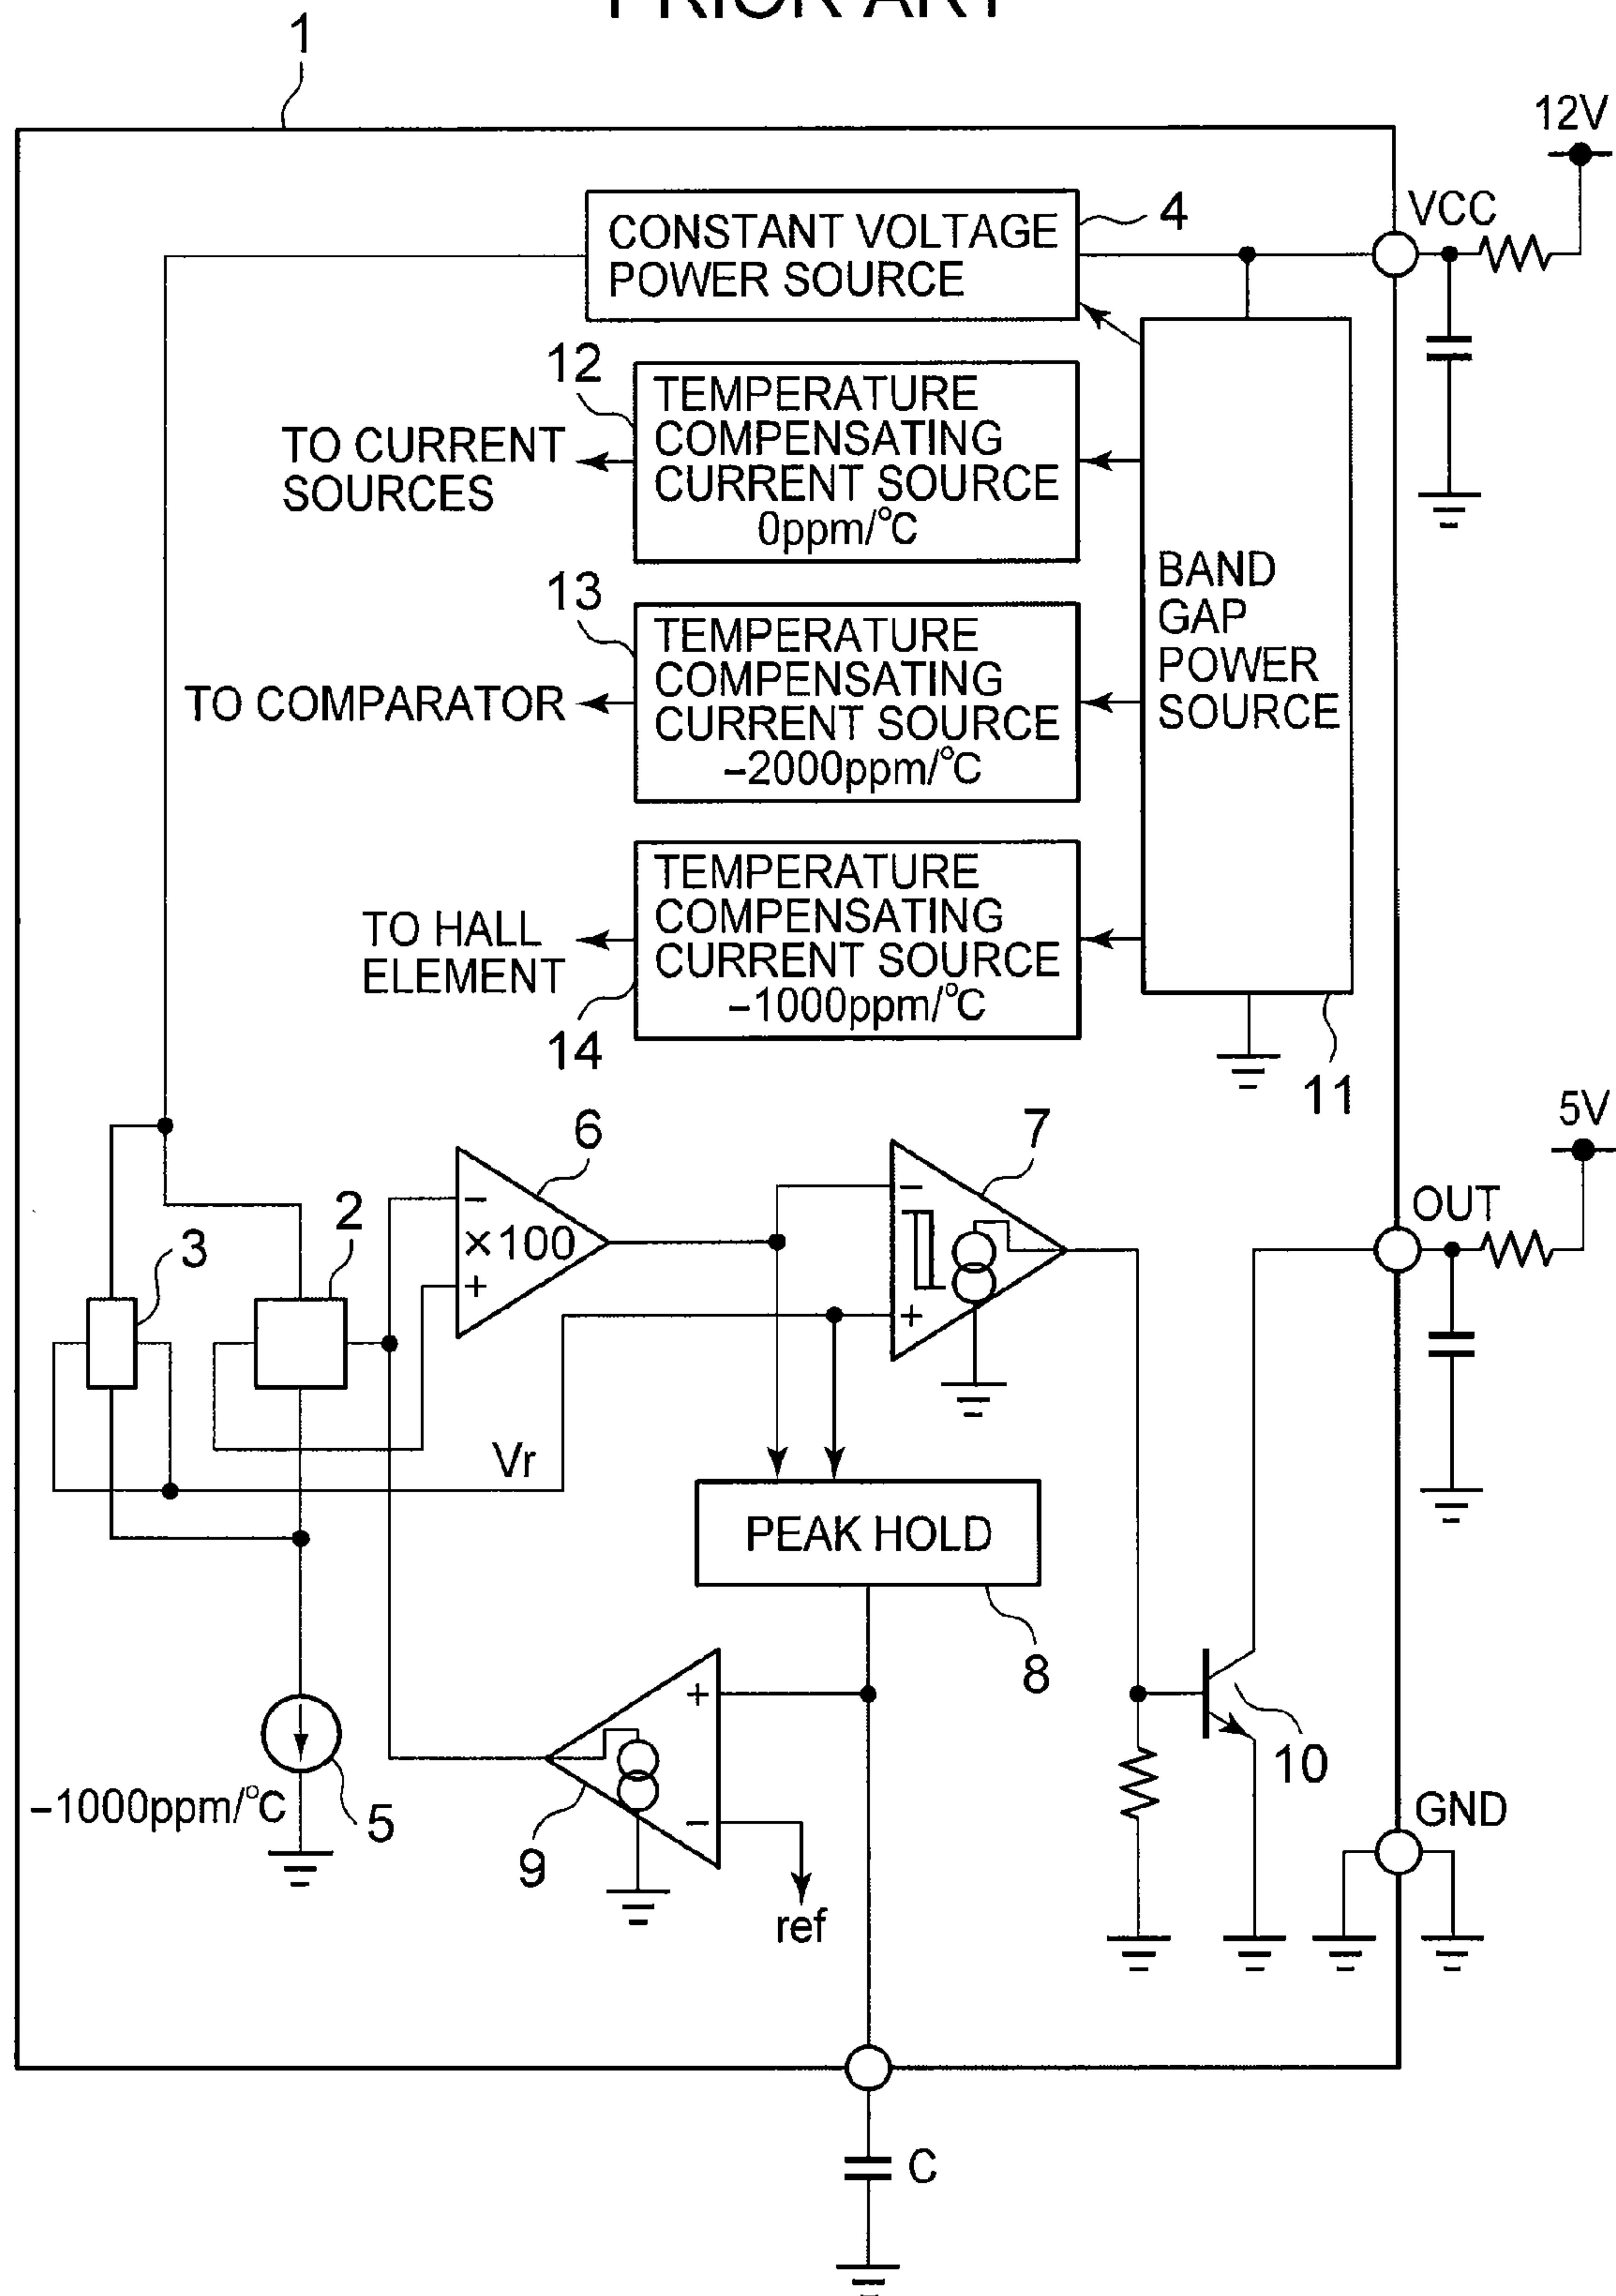 PRIOR ART
1
12V
VCC
4
CONSTANT VOLTAGE
POWER SOURCE
12
TEMPERATURE
COMPENSATING
CURRENT SOURCE
0ppm/°C
TO CURRENT
SOURCES
13
TEMPERATURE
COMPENSATING
CURRENT SOURCE
−2000ppm/°C
TO COMPARATOR
BAND
GAP
POWER
SOURCE
TEMPERATURE
COMPENSATING
CURRENT SOURCE
−1000ppm/°C
TO HALL
ELEMENT
14
11
5V
6
7
OUT
2
3
−
×100
+
−
+
Vr
PEAK HOLD
8
+
−
9
ref
10
−1000ppm/°C
5
GND
C